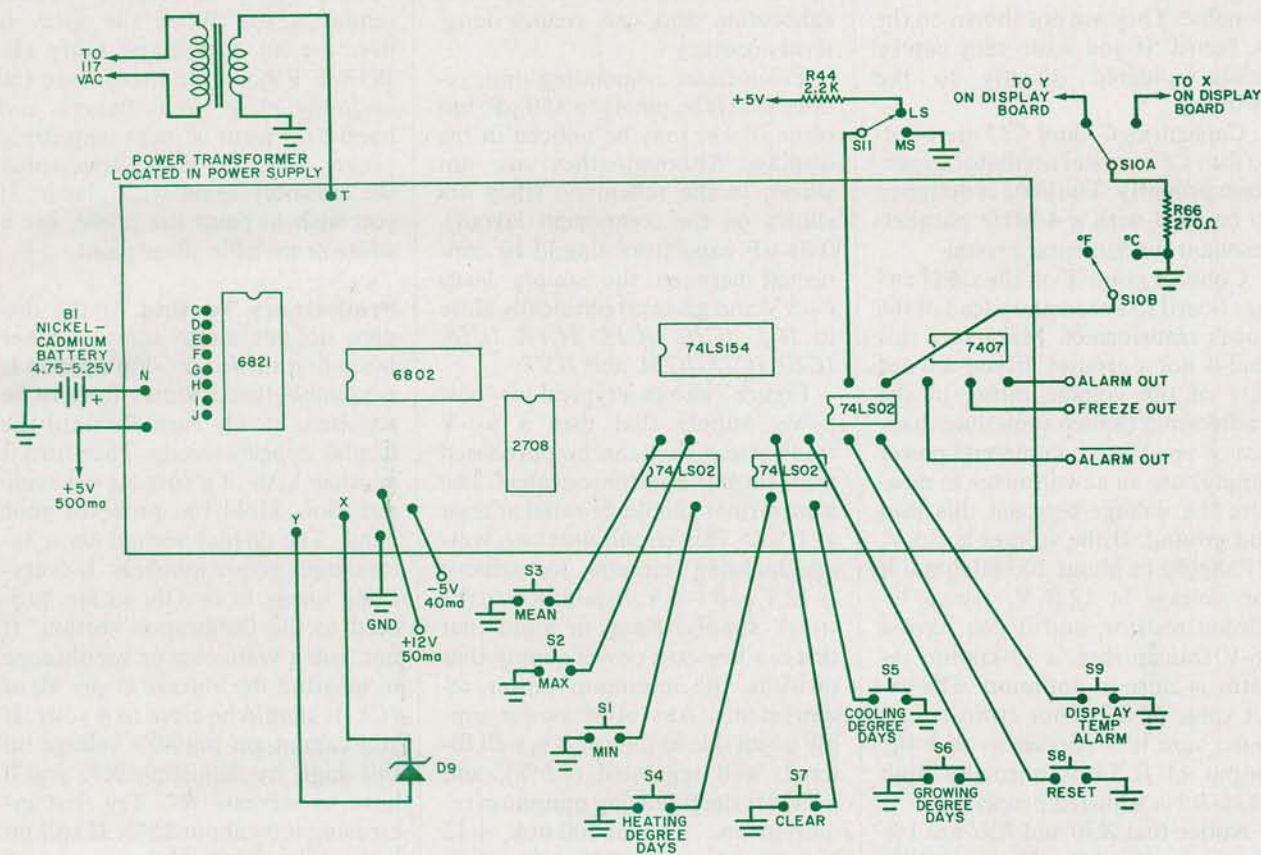 TO
117
VAC
POWER TRANSFORMER
LOCATED IN POWER SUPPLY
T
R44
2.2K
+5V
LS
S11
MS
TO Y
ON DISPLAY
BOARD
TO
ON DISPLAY
BOARD
S10A
R66
270Ω
°F
°C
S10B
B1
NICKEL-
CADMIUM
BATTERY
4.75-5.25V
N
+5V
500ma
C
D
E
F
G
H
J
6821
6802
2708
74LS154
7407
74LS02
74LS02
74LS02
ALARM OUT
FREEZE OUT
ALARM OUT
Y
X
GND
-5V
40ma
+12V
50ma
D9
S3
MEAN
S2
MAX
S1
MIN
S4
HEATING
DEGREE
DAYS
S7
CLEAR
S5
COOLING
DEGREE
DAYS
S6
GROWING
DEGREE
DAYS
S9
DISPLAY
TEMP
ALARM
S8
RESET